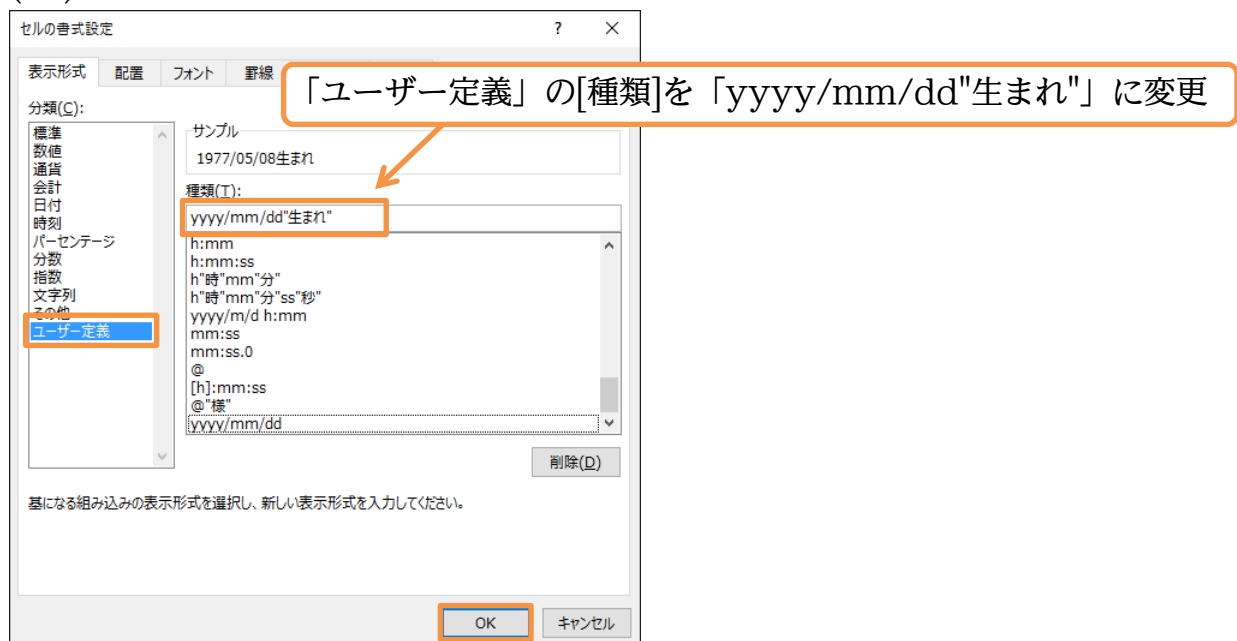 セルの書式設定
?
×
表示形式
配置
フォント
罫線
「ユーザー定義」の[種類]を「yyyy/mm/dd"生まれ"」に変更
分類(C):
標準
数値
通貨
会計
日付
時刻
パーセンテージ
分数
指数
文字列
その他
ユーザー定義
サンプル
1977/05/08生まれ
種類(T):
yyyy/mm/dd"生まれ"
h:mm
h:mm:ss
h"時"mm"分"
h"時"mm"分"ss"秒"
yyyy/m/d h:mm
mm:ss
mm:ss.0
@
[h]:mm:ss
@"様"
yyyy/mm/dd
削除(D)
基になる組み込みの表示形式を選択し、新しい表示形式を入力してください。
OK
キャンセル